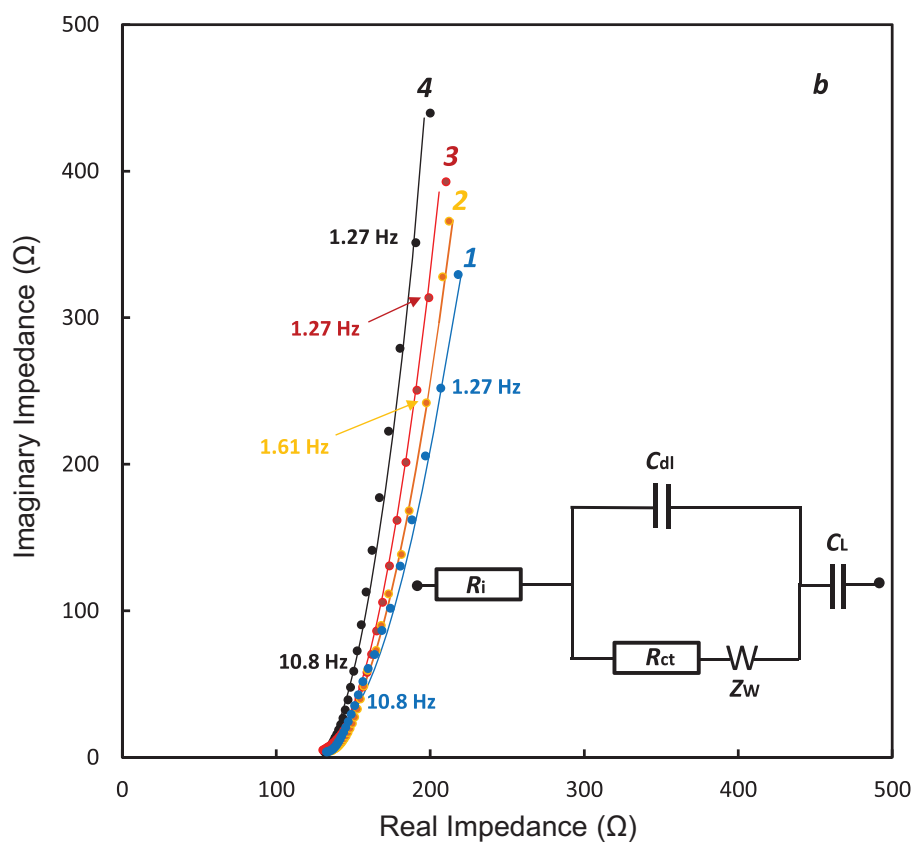 500
b
4
400
3
2
1.27 Hz
1
300
1.27 Hz
1.27 Hz
1.61 Hz
200
Cdl
CL
Ri
100
10.8 Hz
Rct
10.8 Hz
ZW
0
0
100
200
300
400
500
Imaginary Impedance (Ω)
Real Impedance (Ω)